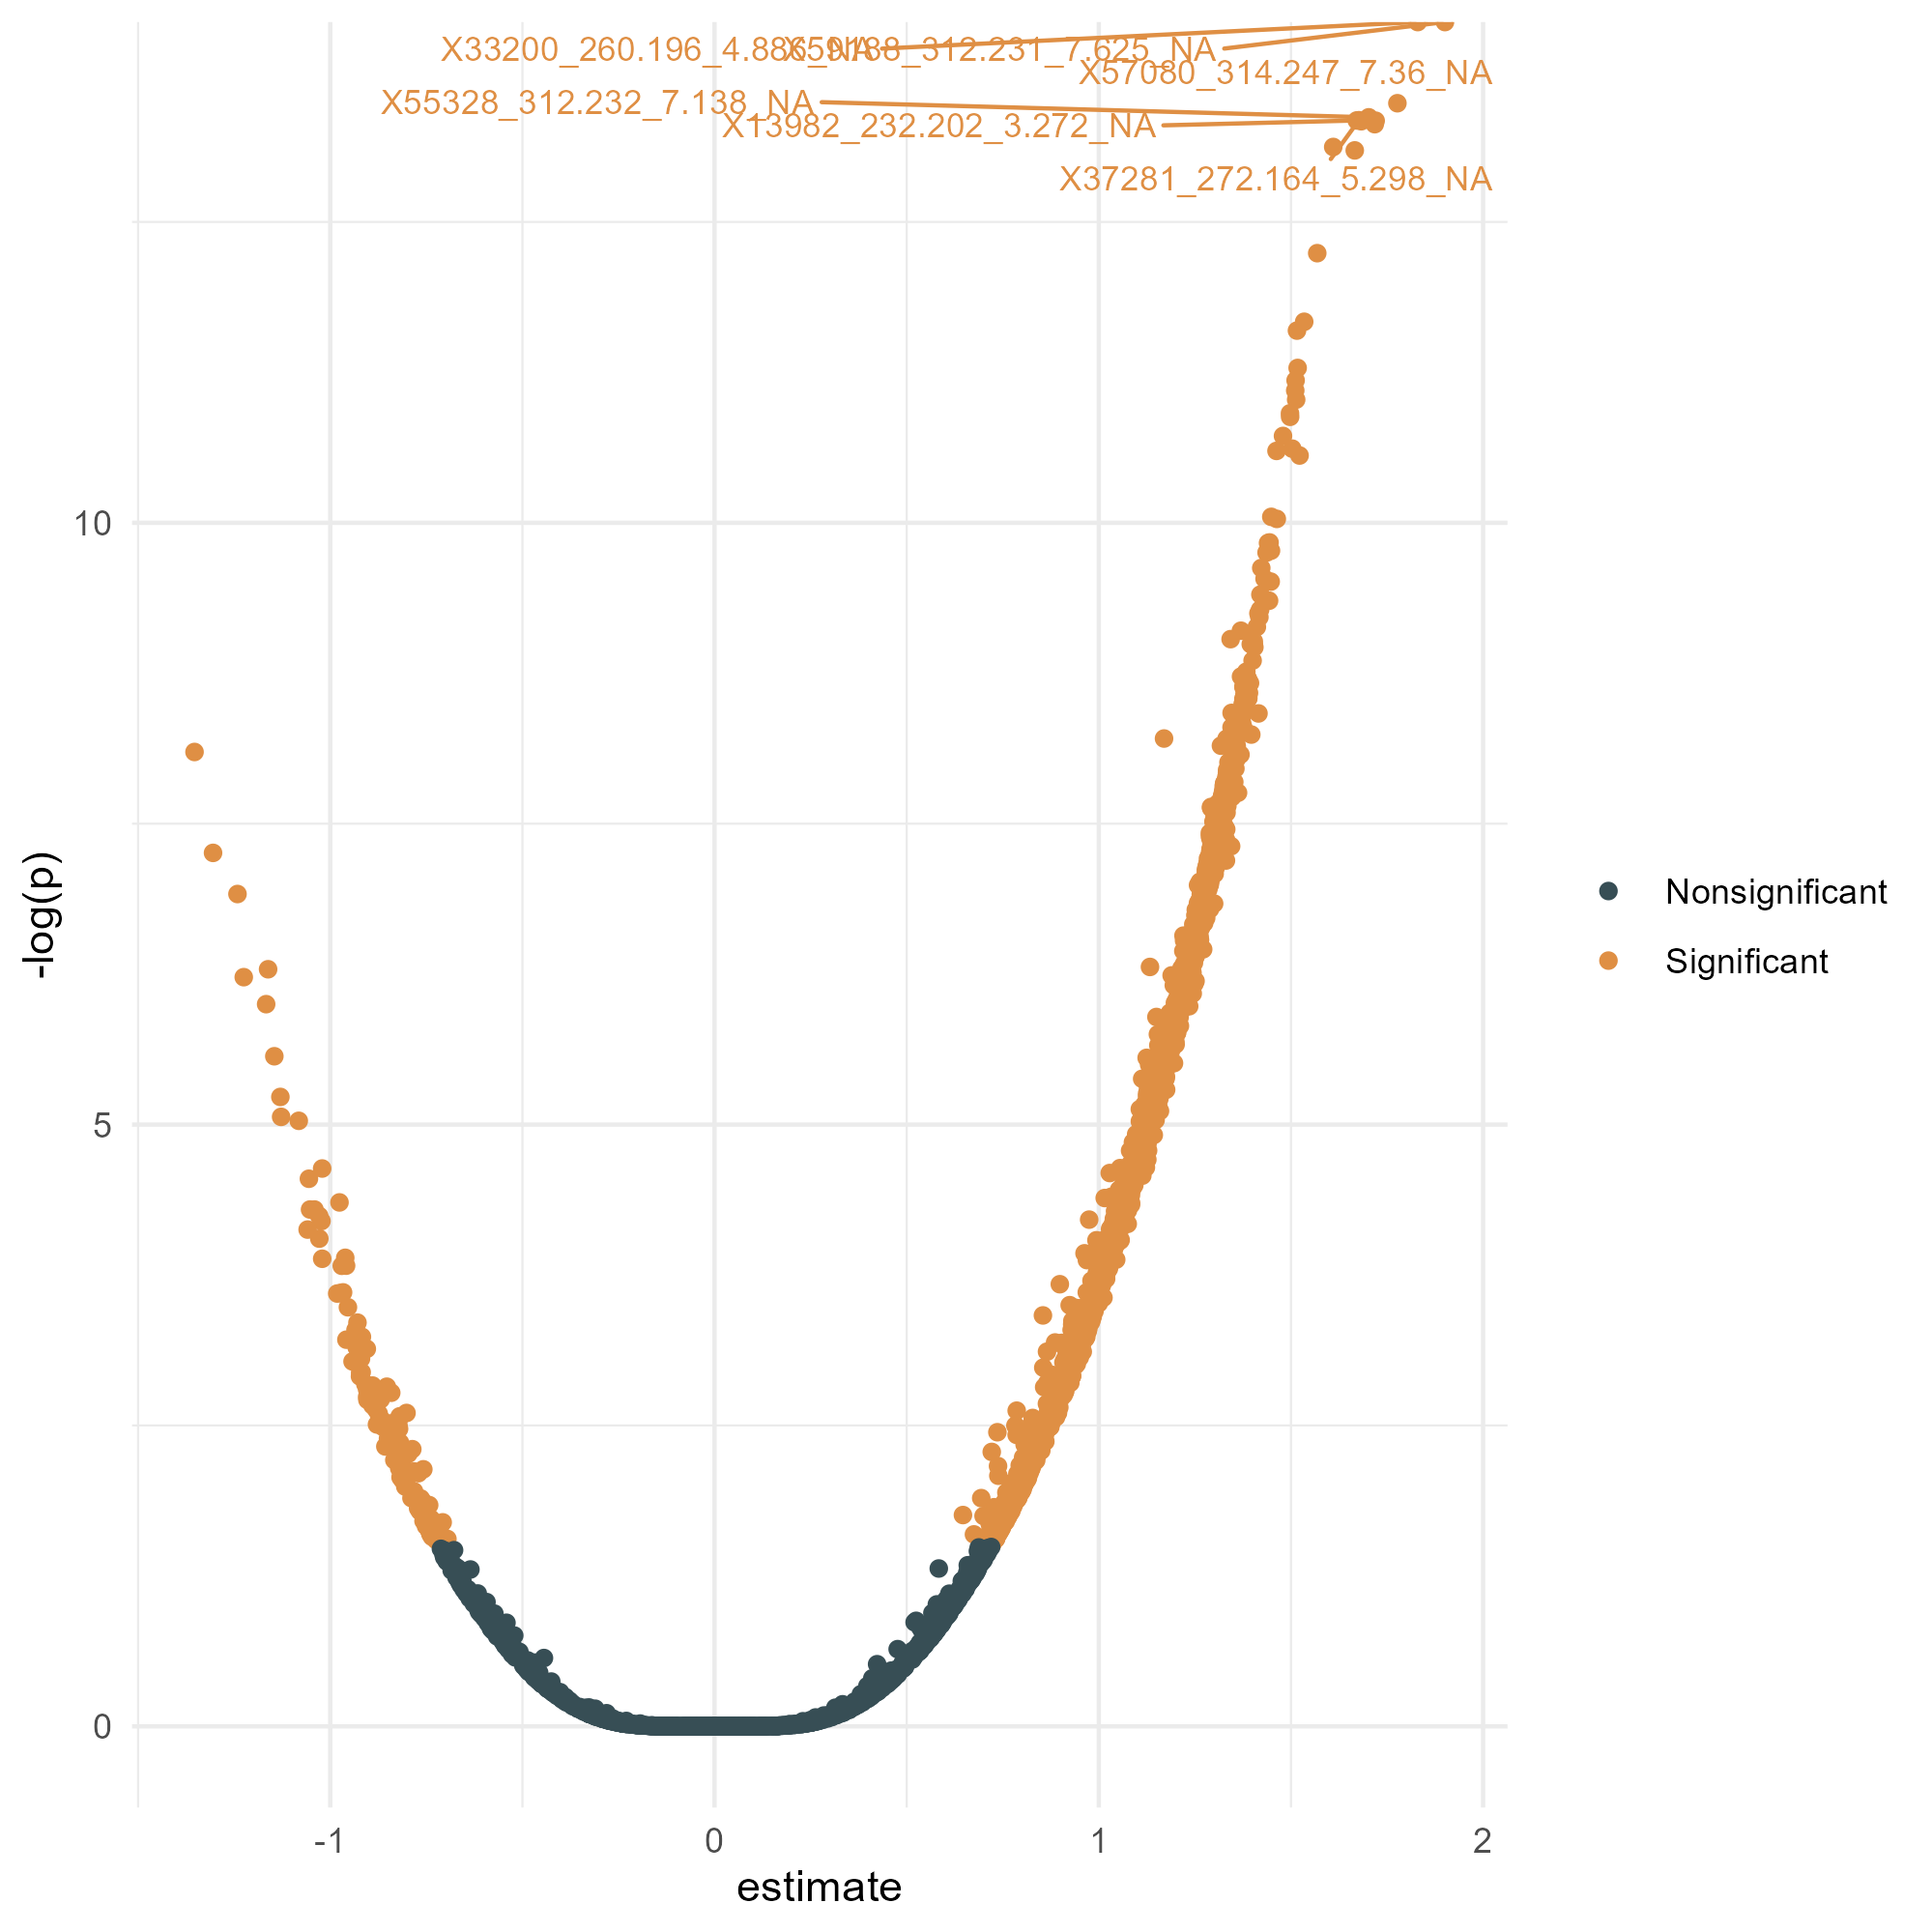 X33200_260.196_4.886_NA
X59188_312.231_7.625_NA
X57080_314.247_7.36_NA
X55328_312.232_7.138_NA
X13982_232.202_3.272_NA
X37281_272.164_5.298_NA
10
5
0
-log(p)
Nonsignificant
Significant
-1 0 1 2
estimate